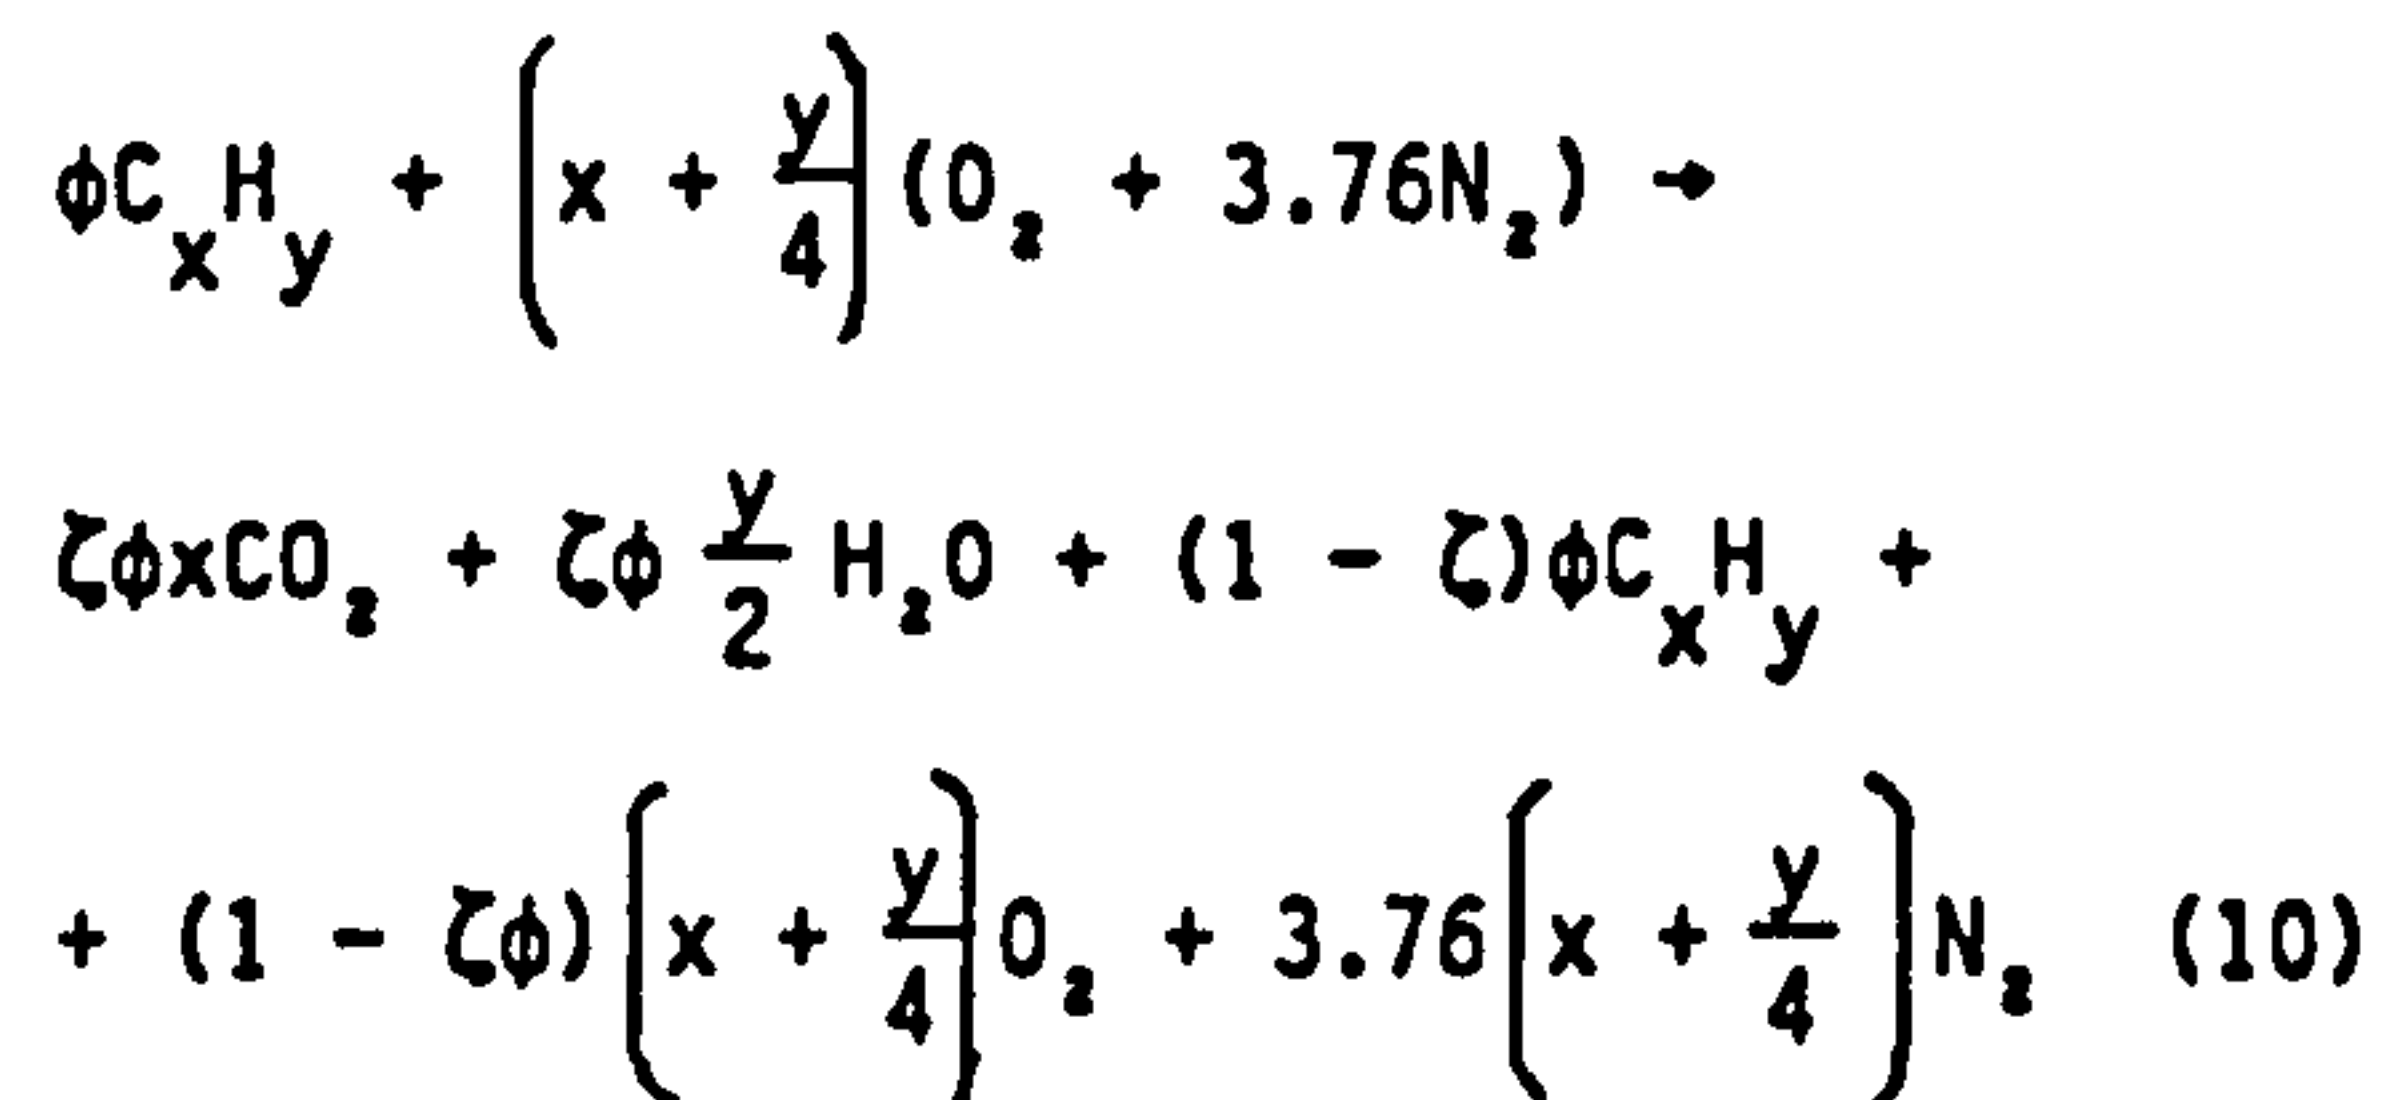 ϕC_xH_y + (x + y/4)(O₂ + 3.76N₂) →
ζϕxCO₂ + ζϕ y/2 H₂O + (1 - ζ)ϕC_xH_y +
+ (1 - ζϕ)(x + y/4)O₂ + 3.76(x + y/4)N₂ (10)